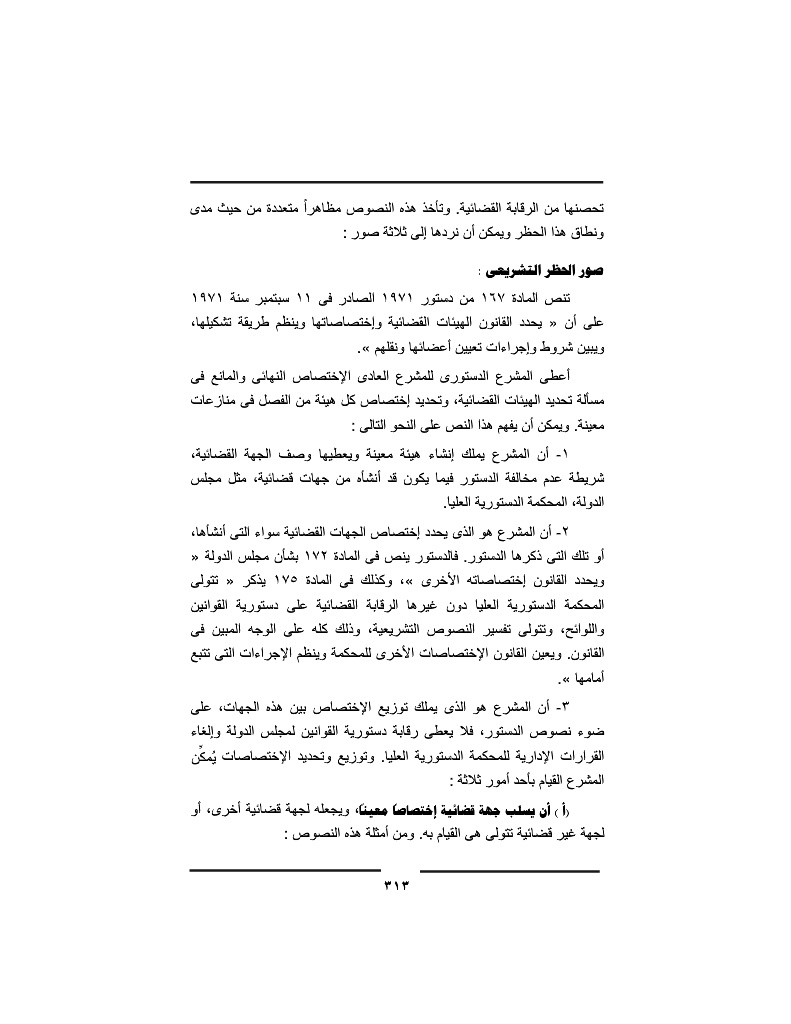 تحصنها من الرقابة القضائية. وتأخذ هذه النصوص مظاهراً متعددة من حيث مدى
ونطاق هذا الحظر ويمكن أن نردها إلى ثلاثة صور :
صور الحظر التشريعى :
تنص المادة ١٦٧ من دستور ١٩٧١ الصادر فى ١١ سبتمبر سنة ١٩٧١
على أن « يحدد القانون الهيئات القضائية وإختصاصاتها وينظم طريقة تشكيلها،
ويبين شروط وإجراءات تعيين أعضائها ونقلهم ».
أعطى المشرع الدستورى للمشرع العادى الإختصاص النهائى والمانع فى
مسألة تحديد الهيئات القضائية، وتحديد إختصاص كل هيئة من الفصل فى منازعات
معينة. ويمكن أن يفهم هذا النص على النحو التالى :
١- أن المشرع يملك إنشاء هيئة معينة ويعطيها وصف الجهة القضائية،
شريطة عدم مخالفة الدستور فيما يكون قد أنشأه من جهات قضائية، مثل مجلس
الدولة، المحكمة الدستورية العليا.
٢- أن المشرع هو الذى يحدد إختصاص الجهات القضائية سواء التى أنشأها،
أو تلك التى ذكرها الدستور. فالدستور ينص فى المادة ١٧٢ بشأن مجلس الدولة «
ويحدد القانون إختصاصاته الأخرى »، وكذلك فى المادة ١٧٥ يذكر « تتولى
المحكمة الدستورية العليا دون غيرها الرقابة القضائية على دستورية القوانين
واللوائح، وتتولى تفسير النصوص التشريعية، وذلك كله على الوجه المبين فى
القانون. ويعين القانون الإختصاصات الأخرى للمحكمة وينظم الإجراءات التى تتبع
أمامها ».
٣- أن المشرع هو الذى يملك توزيع الإختصاص بين هذه الجهات، على
ضوء نصوص الدستور، فلا يعطى رقابة دستورية القوانين لمجلس الدولة وإلغاء
القرارات الإدارية للمحكمة الدستورية العليا. وتوزيع وتحديد الإختصاصات يُمكِّن
المشرع القيام بأحد أمور ثلاثة :
(أ ) أن يسلب جهة قضائية إختصاصاً معيناً، ويجعله لجهة قضائية أخرى، أو
لجهة غير قضائية تتولى هى القيام به. ومن أمثلة هذه النصوص :
٣١٣